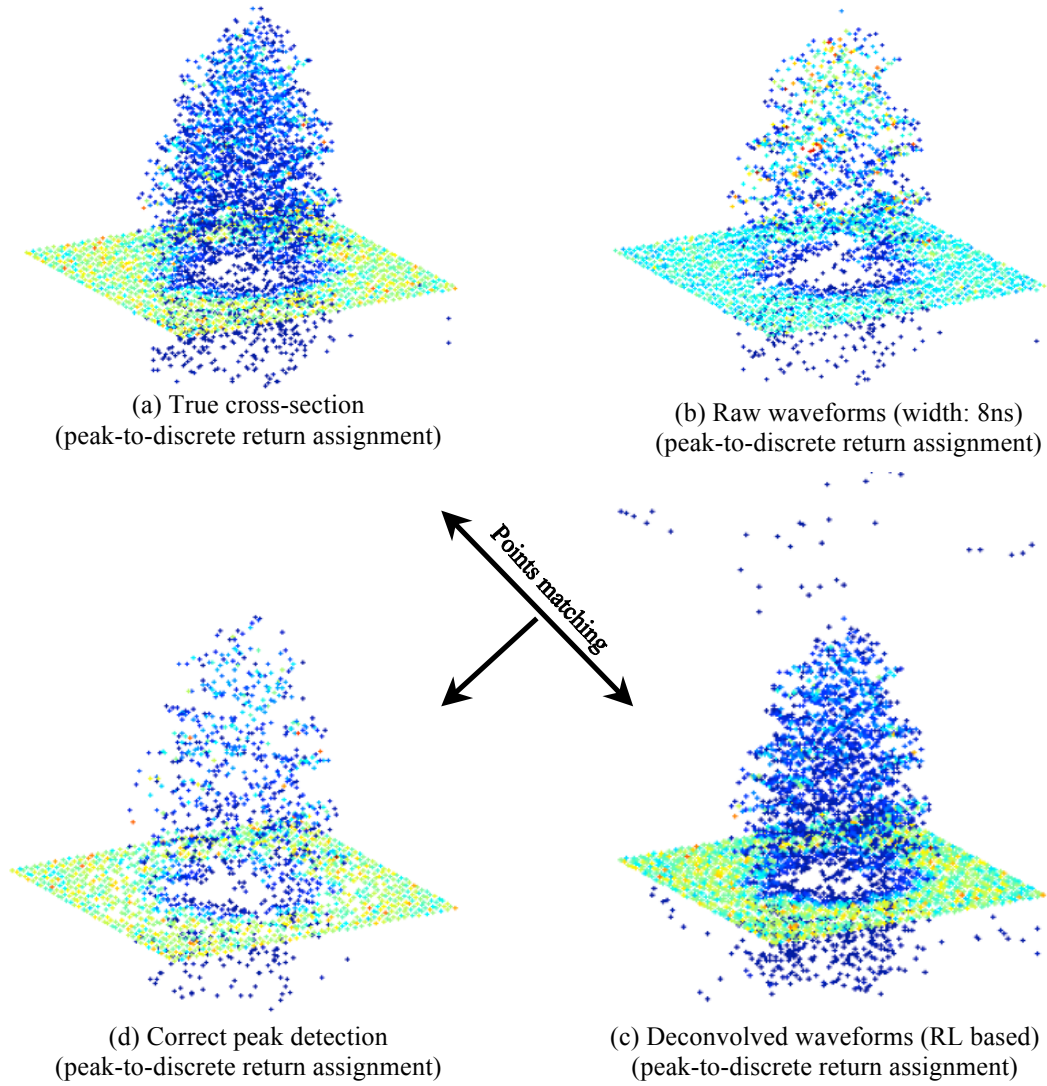 (a) True cross-section
(peak-to-discrete return assignment)
(b) Raw waveforms (width: 8ns)
(peak-to-discrete return assignment)
Points matching
(d) Correct peak detection
(peak-to-discrete return assignment)
(c) Deconvolved waveforms (RL based)
(peak-to-discrete return assignment)